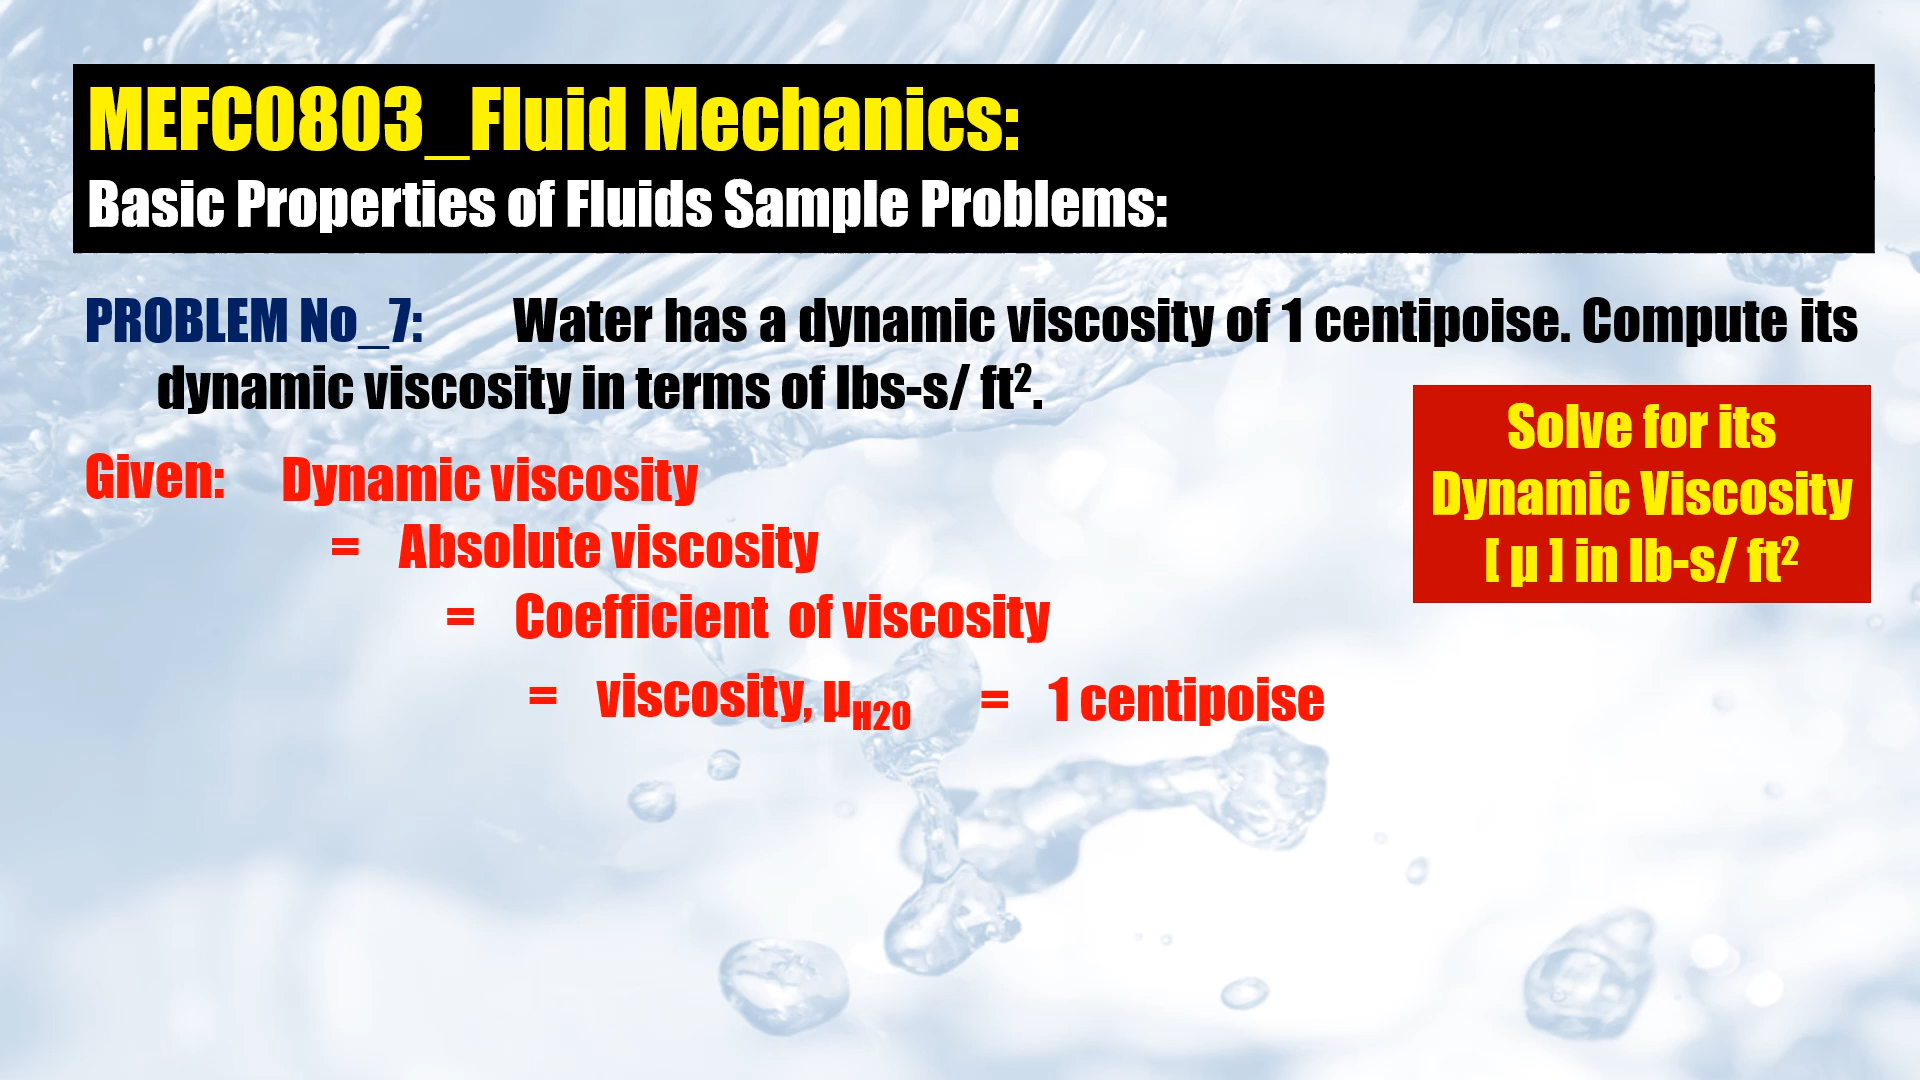 MEFC0803_Fluid Mechanics:
Basic Properties of Fluids Sample Problems:
PROBLEM No_7: Water has a dynamic viscosity of 1 centipoise. Compute its
dynamic viscosity in terms of lbs-s/ ft².
Solve for its
Dynamic Viscosity
[ µ ] in lb-s/ ft²
Given: Dynamic viscosity
= Absolute viscosity
= Coefficient of viscosity
= viscosity, µH2O = 1 centipoise